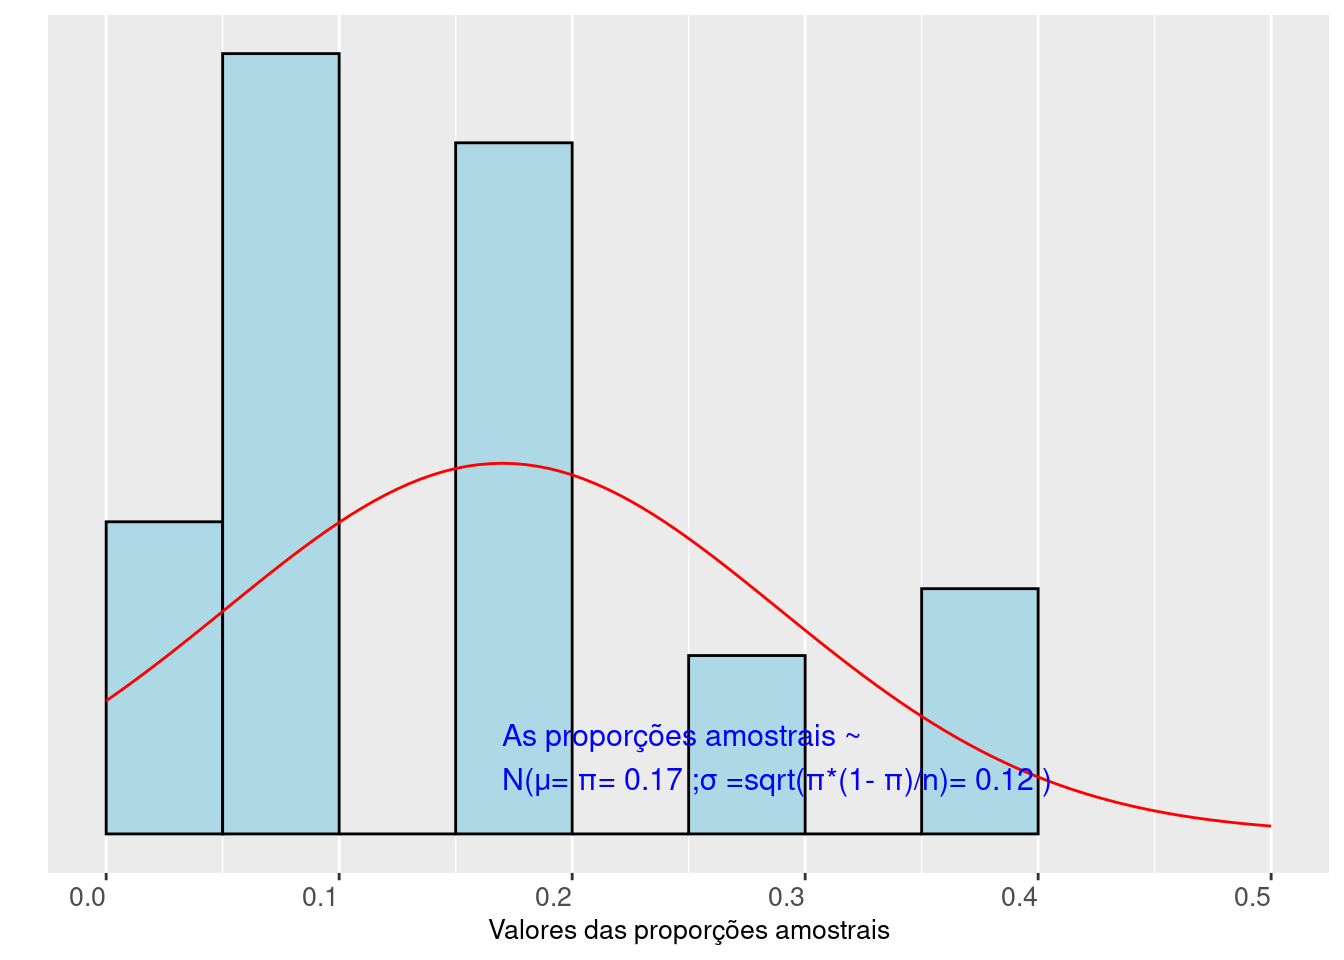 As proporções amostrais ~
N(μ= π= 0.17 ;σ =sqrt(π*(1- π)/n)= 0.12 )
0.0 0.1 0.2 0.3 0.4 0.5
Valores das proporções amostrais